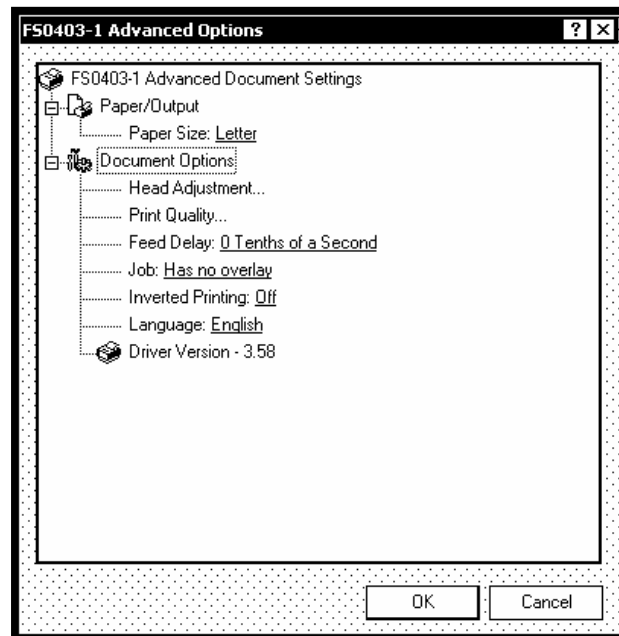 FS0403-1 Advanced Options
FS0403-1 Advanced Document Settings
Paper/Output
Paper Size: Letter
Document Options
Head Adjustment...
Print Quality...
Feed Delay: 0 Tenths of a Second
Job: Has no overlay
Inverted Printing: Off
Language: English
Driver Version - 3.58
OK Cancel